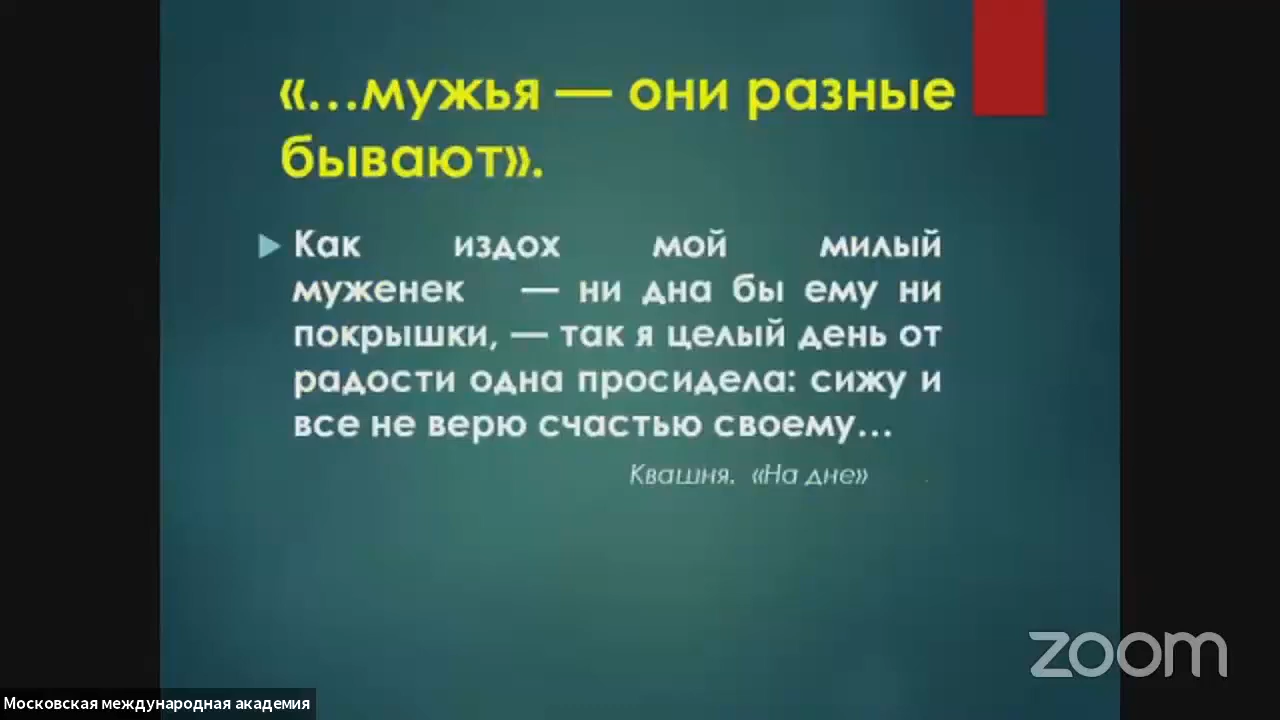 «...мужья — они разные
бывают».
Как издох мой милый
муженек — ни дна бы ему ни
покрышки, — так я целый день от
радости одна просидела: сижу и
все не верю счастью своему...
Квашня. «На дне»
zoom
Московская международная академия